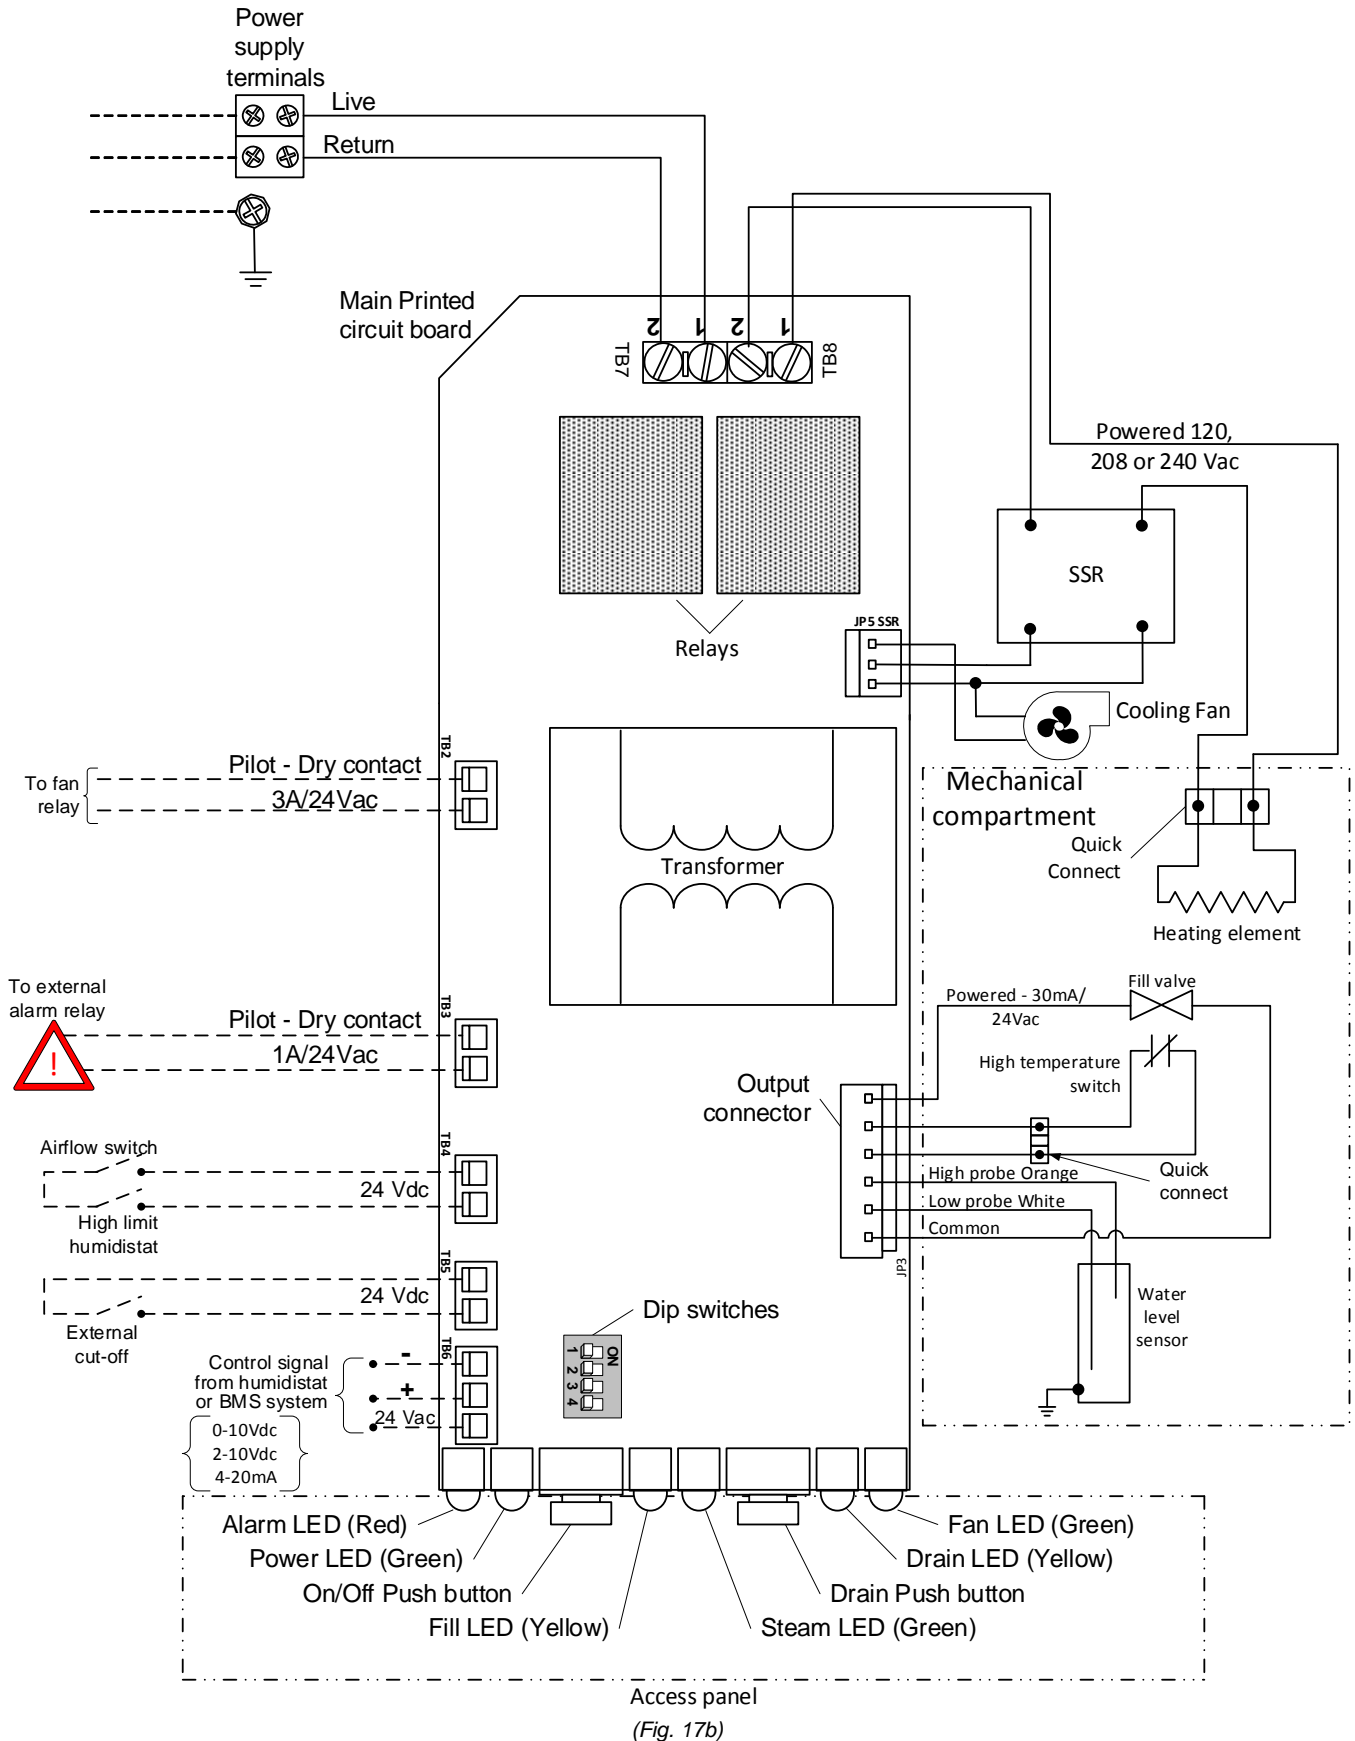 Power
supply
terminals
Live
Return
Main Printed
circuit board
2 1 2 1
TB7
TB8
Powered 120,
208 or 240 Vac
SSR
JP5 SSR
Relays
Cooling Fan
TB2
Pilot - Dry contact
3A/24Vac
To fan
relay
Mechanical
compartment
Quick
Connect
Transformer
Heating element
To external
alarm relay
!
TB3
Pilot - Dry contact
1A/24Vac
Fill valve
Powered - 30mA/
24Vac
High temperature
switch
Output
connector
Airflow switch
TB4
24 Vdc
High limit
humidistat
High probe Orange
Quick
connect
Low probe White
Common
JP3
TB5
24 Vdc
External
cut-off
Dip switches
ON
1
2
3
4
Water
level
sensor
TB6
Control signal
from humidistat
or BMS system
-
+
24 Vac
0-10Vdc
2-10Vdc
4-20mA
Alarm LED (Red)
Fan LED (Green)
Power LED (Green)
Drain LED (Yellow)
On/Off Push button
Drain Push button
Fill LED (Yellow)
Steam LED (Green)
Access panel
(Fig. 17b)